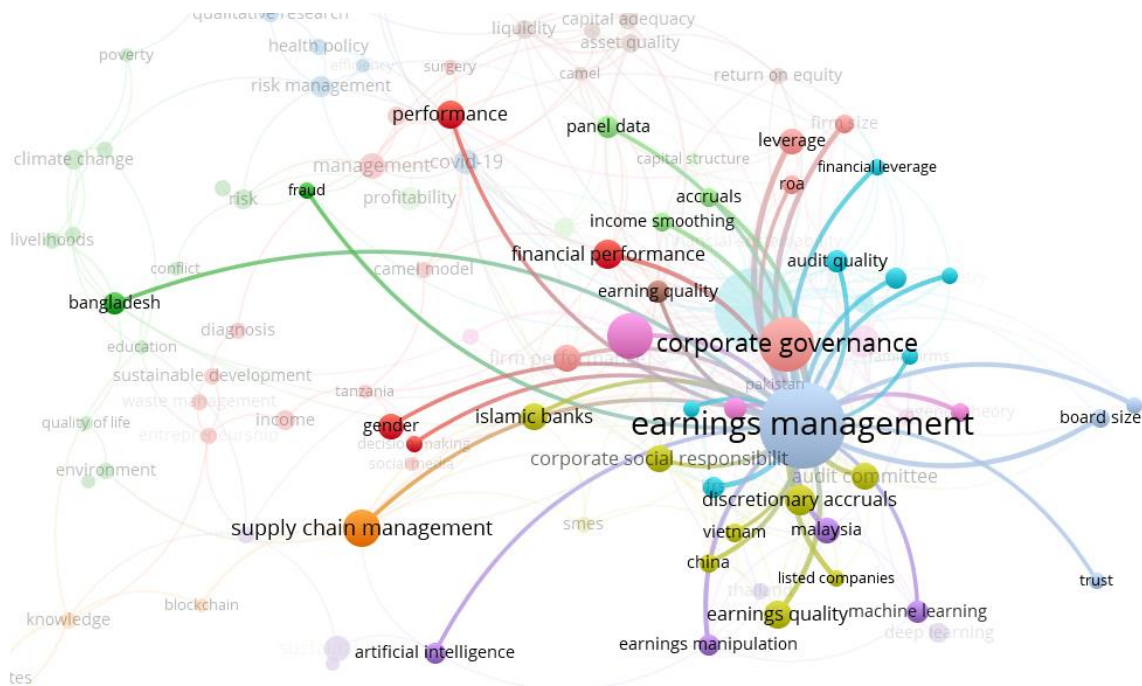 qualitative research
liquidity
capital adequacy
asset quality
health policy
poverty
efficiency
surgery
camel
return on equity
risk management
performance
panel data
leverage
firm size
climate change
management
covid-19
capital structure
financial leverage
fraud
roa
risk
profitability
accruals
income smoothing
livelihoods
financial performance
audit quality
conflict
camel model
earning quality
bangladesh
diagnosis
corporate governance
education
firm performance
sustainable development
tanzania
pakistan
waste management
income
islamic banks
agency theory
board size
quality of life
gender
earnings management
entrepreneurship
decision making
social media
corporate social responsibilit
environment
audit committee
discretionary accruals
supply chain management
smes
vietnam
malaysia
china
listed companies
trust
thailand
blockchain
knowledge
earnings quality
machine learning
deep learning
artificial intelligence
earnings manipulation
tes